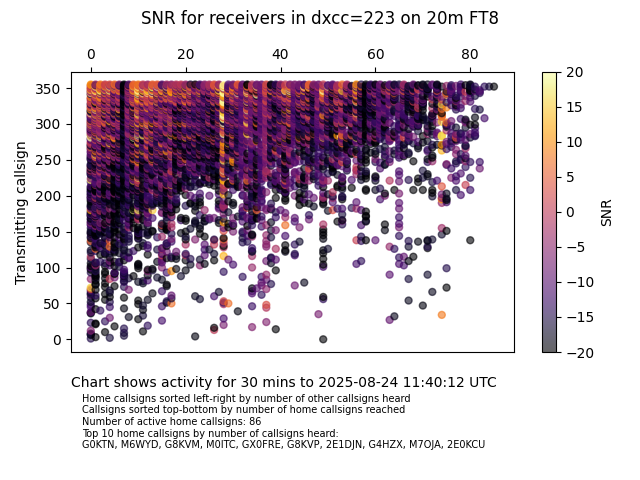 SNR for receivers in dxcc=223 on 20m FT8
0 20 40 60 80
350
300
250
200
150
100
50
0
Transmitting callsign
20
15
10
5
0
−5
−10
−15
−20
SNR
Chart shows activity for 30 mins to 2025-08-24 11:40:12 UTC
Home callsigns sorted left-right by number of other callsigns heard
Callsigns sorted top-bottom by number of home callsigns reached
Number of active home callsigns: 86
Top 10 home callsigns by number of callsigns heard:
G0KTN, M6WYD, G8KVM, M0ITC, GX0FRE, G8KVP, 2E1DJN, G4HZX, M7OJA, 2E0KCU